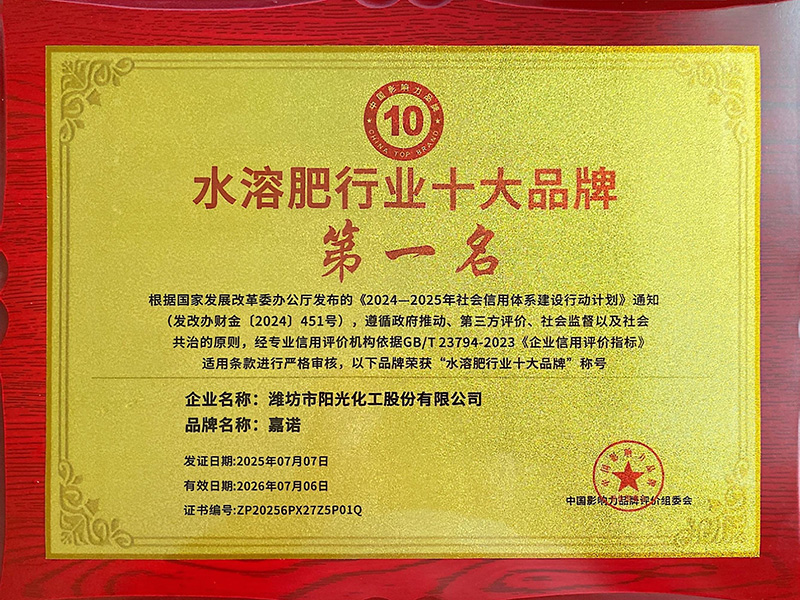 中国影响力品牌
10
CHINA TOP BRAND
水溶肥行业十大品牌
第一名
根据国家发展改革委办公厅发布的《2024—2025年社会信用体系建设行动计划》通知
（发改办财金〔2024〕451号），遵循政府推动、第三方评价、社会监督以及社会
共治的原则，经专业信用评价机构依据GB/T 23794-2023《企业信用评价指标》
适用条款进行严格审核，以下品牌荣获“水溶肥行业十大品牌”称号
企业名称：潍坊市阳光化工股份有限公司
品牌名称：嘉诺
发证日期:2025年07月07日
有效日期:2026年07月06日
证书编号:ZP20256PX27Z5P01Q
中国影响力品牌评价组委会